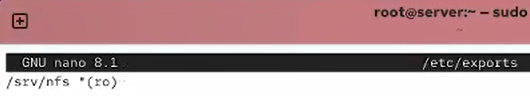 root@server:~ — sudo
~
GNU nano 8.1 /etc/exports
/srv/nfs *(ro)